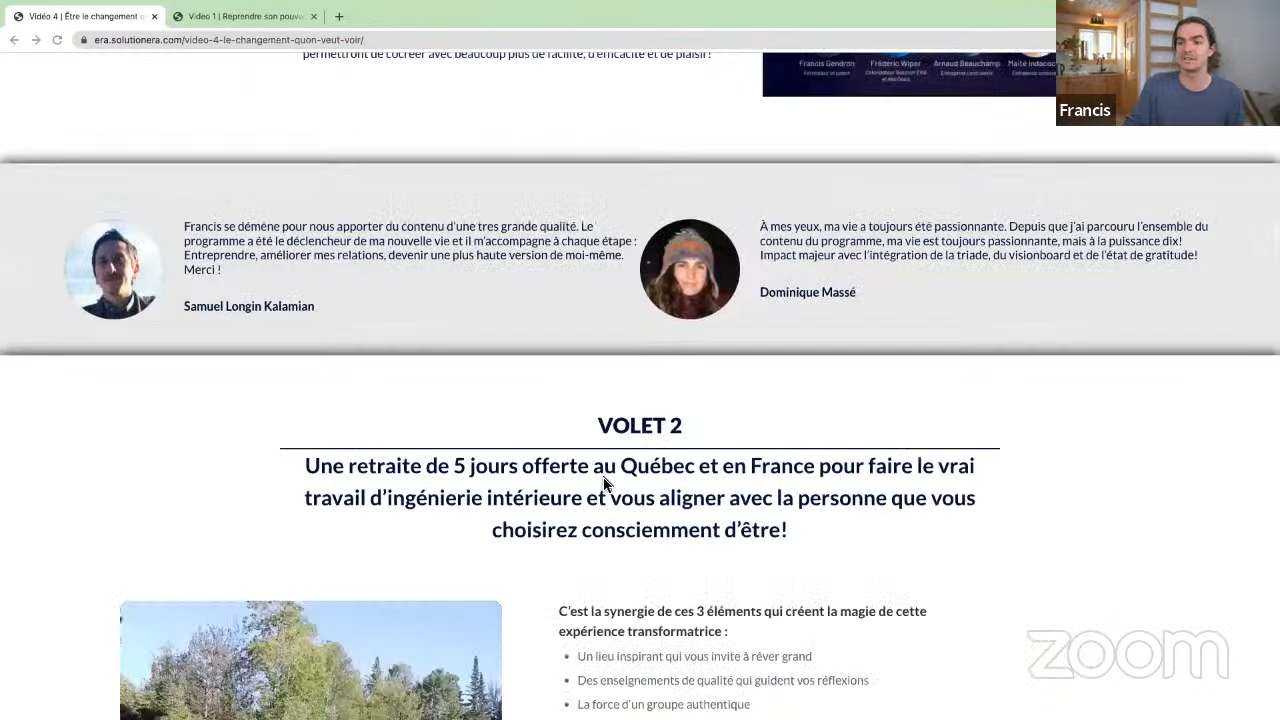 Vidéo 4 | Être le changement
Video 1 | Reprendre son pouvo
era.solutionera.com/video-4-le-changement-quon-veut-voir/
permettront de cocréer avec beaucoup plus de facilité, d'efficacité et de plaisir!
Francis Gendron
Frédéric Wiper
Arnaud Beauchamp
Maïté Indacoc
Francis
Francis se démène pour nous apporter du contenu d'une tres grande qualité. Le
programme a été le déclencheur de ma nouvelle vie et il m'accompagne à chaque étape :
Entreprendre, améliorer mes relations, devenir une plus haute version de moi-même.
Merci !
Samuel Longin Kalamian
À mes yeux, ma vie a toujours été passionnante. Depuis que j'ai parcouru l'ensemble du
contenu du programme, ma vie est toujours passionnante, mais à la puissance dix!
Impact majeur avec l'intégration de la triade, du visionboard et de l'état de gratitude!
Dominique Massé
VOLET 2
Une retraite de 5 jours offerte au Québec et en France pour faire le vrai
travail d'ingénierie intérieure et vous aligner avec la personne que vous
choisirez consciemment d'être!
C'est la synergie de ces 3 éléments qui créent la magie de cette
expérience transformatrice :
• Un lieu inspirant qui vous invite à rêver grand
• Des enseignements de qualité qui guident vos réflexions
• La force d'un groupe authentique
zoom